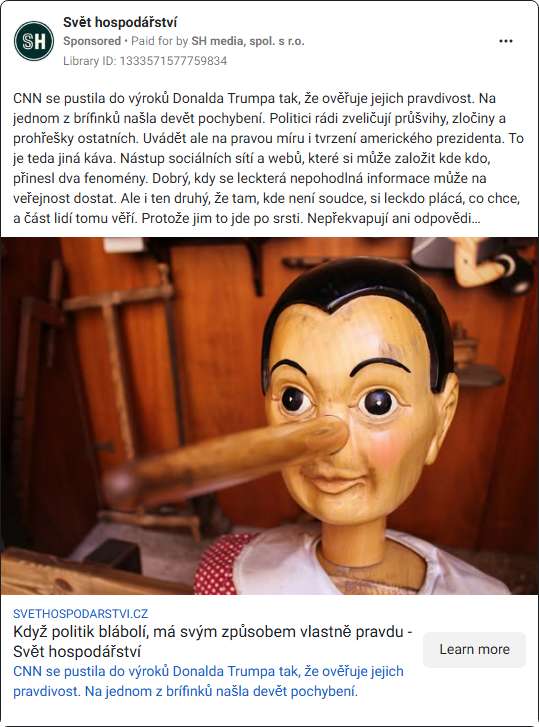 SH
Svět hospodářství
Sponsored • Paid for by SH media, spol. s r.o.
Library ID: 1333571577759834
CNN se pustila do výroků Donalda Trumpa tak, že ověřuje jejich pravdivost. Na
jednom z brífinků našla devět pochybení. Politici rádi zveličují průšvihy, zločiny a
prohřešky ostatních. Uvádět ale na pravou míru i tvrzení amerického prezidenta. To
je teda jiná káva. Nástup sociálních sítí a webů, které si může založit kde kdo,
přinesl dva fenomény. Dobrý, kdy se leckterá nepohodlná informace může na
veřejnost dostat. Ale i ten druhý, že tam, kde není soudce, si leckdo plácá, co chce,
a část lidí tomu věří. Protože jim to jde po srsti. Nepřekvapují ani odpovědi...
SVETHOSPODARSTVI.CZ
Když politik blábolí, má svým způsobem vlastně pravdu -
Svět hospodářství
Learn more
CNN se pustila do výroků Donalda Trumpa tak, že ověřuje jejich
pravdivost. Na jednom z brífinků našla devět pochybení.